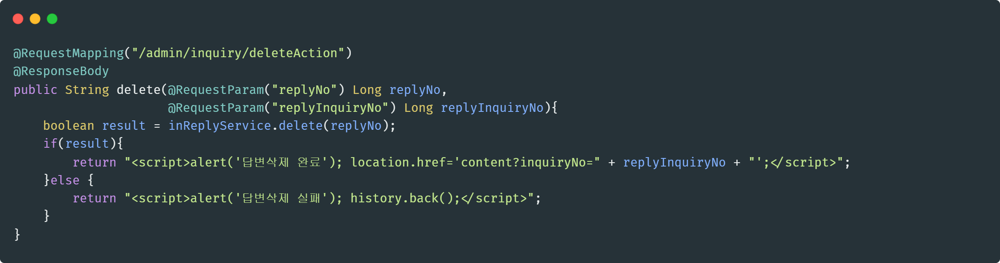 @RequestMapping("/admin/inquiry/deleteAction")
@ResponseBody
public String delete(@RequestParam("replyNo") Long replyNo,
                     @RequestParam("replyInquiryNo") Long replyInquiryNo){
    boolean result = inReplyService.delete(replyNo);
    if(result){
        return "<script>alert('답변삭제 완료'); location.href='content?inquiryNo=" + replyInquiryNo + "';</script>";
    }else {
        return "<script>alert('답변삭제 실패'); history.back();</script>";
    }
}